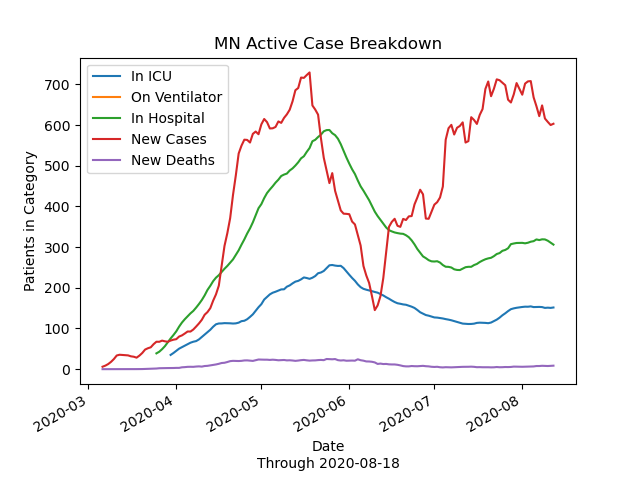 MN Active Case Breakdown
In ICU
On Ventilator
In Hospital
New Cases
New Deaths
Patients in Category
700
600
500
400
300
200
100
0
2020-03
2020-04
2020-05
2020-06
2020-07
2020-08
Date
Through 2020-08-18